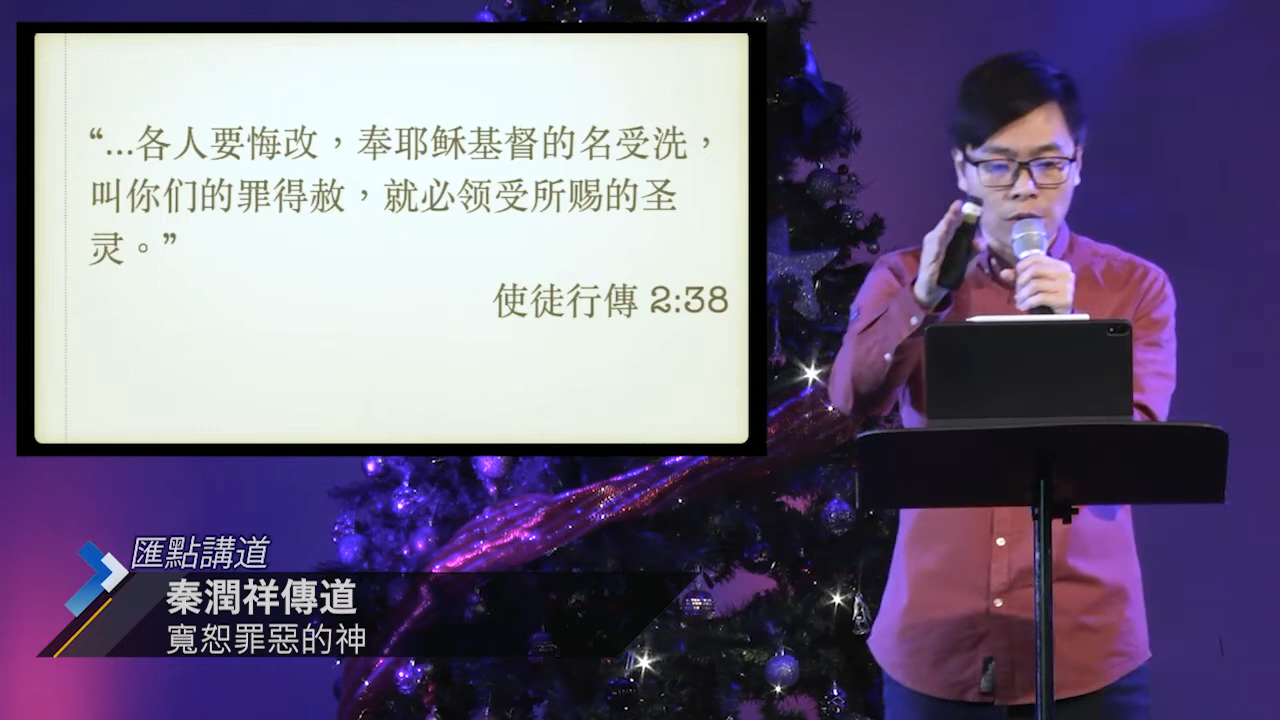 “...各人要悔改，奉耶稣基督的名受洗，
叫你们的罪得赦，就必领受所赐的圣
灵。”
使徒行傳 2:38
匯點講道
秦潤祥傳道
寬恕罪惡的神